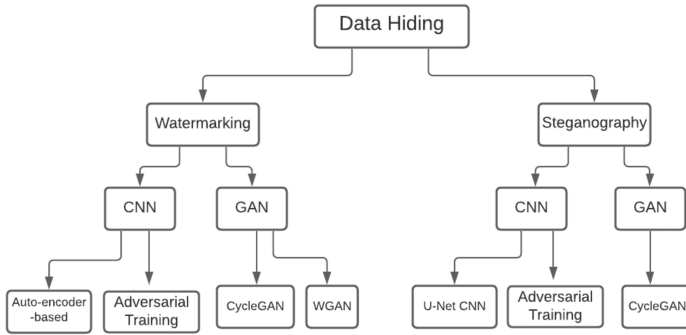 Data Hiding
Watermarking
Steganography
CNN
GAN
CNN
GAN
Auto-encoder
-based
Adversarial
Training
CycleGAN
WGAN
U-Net CNN
Adversarial
Training
CycleGAN